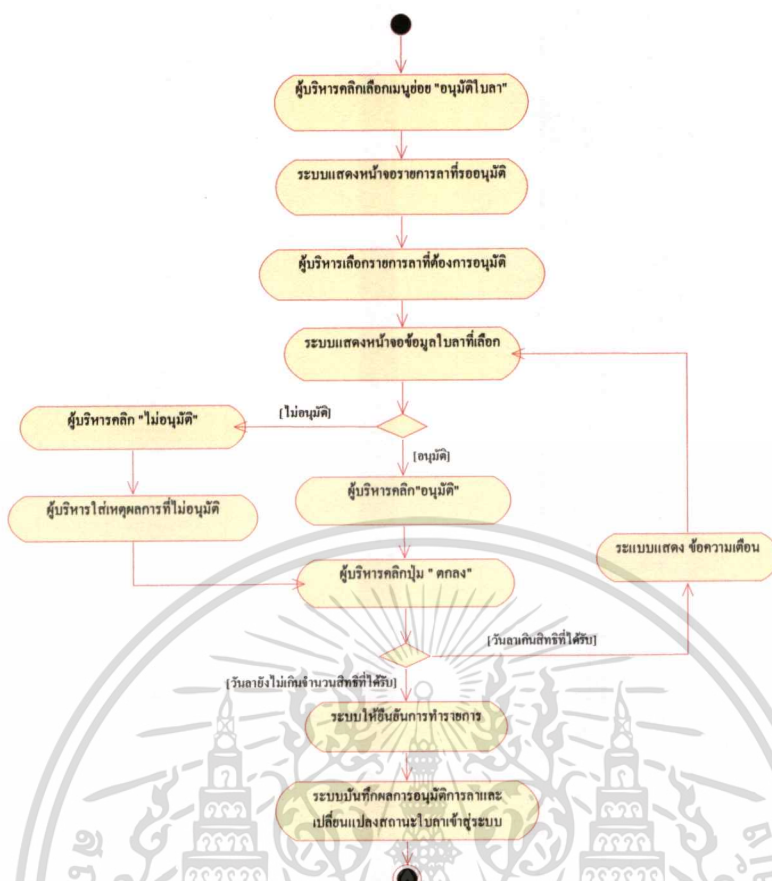 ผู้บริหารคลิกเลือกเมนูย่อย "อนุมัติใบลา"
ระบบแสดงหน้าจอรายการลาที่รออนุมัติ
ผู้บริหารเลือกรายการลาที่ต้องการอนุมัติ
ระบบแสดงหน้าจอข้อมูลใบลาที่เลือก
[ไม่อนุมัติ]
ผู้บริหารคลิก "ไม่อนุมัติ"
[อนุมัติ]
ผู้บริหารคลิก"อนุมัติ"
ผู้บริหารใส่เหตุผลการที่ไม่อนุมัติ
ระแบบแสดง ข้อความเตือน
ผู้บริหารคลิกปุ่ม " ตกลง"
[วันลาเกินสิทธิที่ได้รับ]
[วันลายังไม่เกินจำนวนสิทธิที่ได้รับ]
ระบบให้ยืนยันการทำรายการ
ระบบบันทึกผลการอนุมัติการลาและ
เปลี่ยนแปลงสถานะใบลาเข้าสู่ระบบ